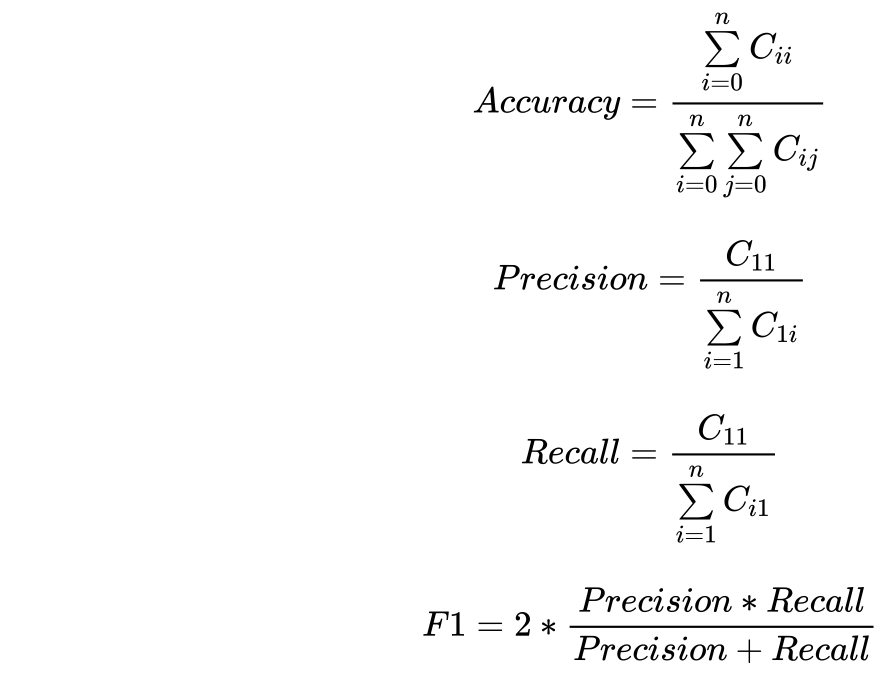 Accuracy = \frac{\sum_{i=0}^{n} C_{ii}}{\sum_{i=0}^{n} \sum_{j=0}^{n} C_{ij}}
Precision = \frac{C_{11}}{\sum_{i=1}^{n} C_{1i}}
Recall = \frac{C_{11}}{\sum_{i=1}^{n} C_{i1}}
F1 = 2 * \frac{Precision * Recall}{Precision + Recall}